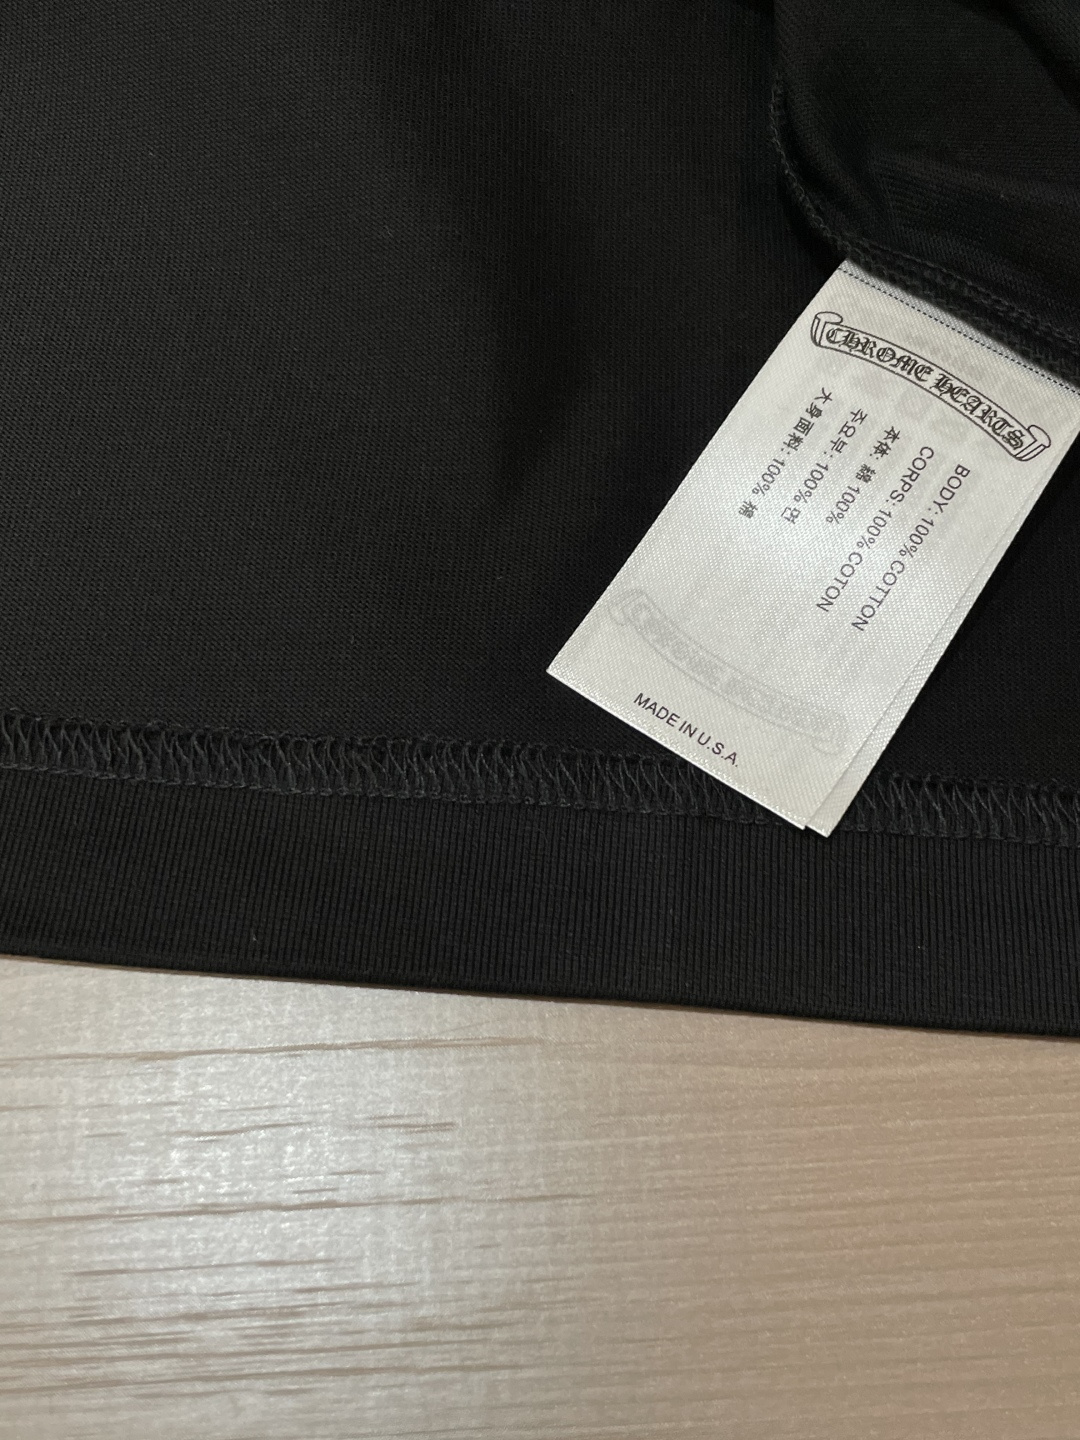 CHROME HEARTS
BODY: 100% COTTON
CORPS: 100% COTON
本体: 綿 100%
주요부: 100% 면
大身面料: 100% 棉
MADE IN U.S.A.